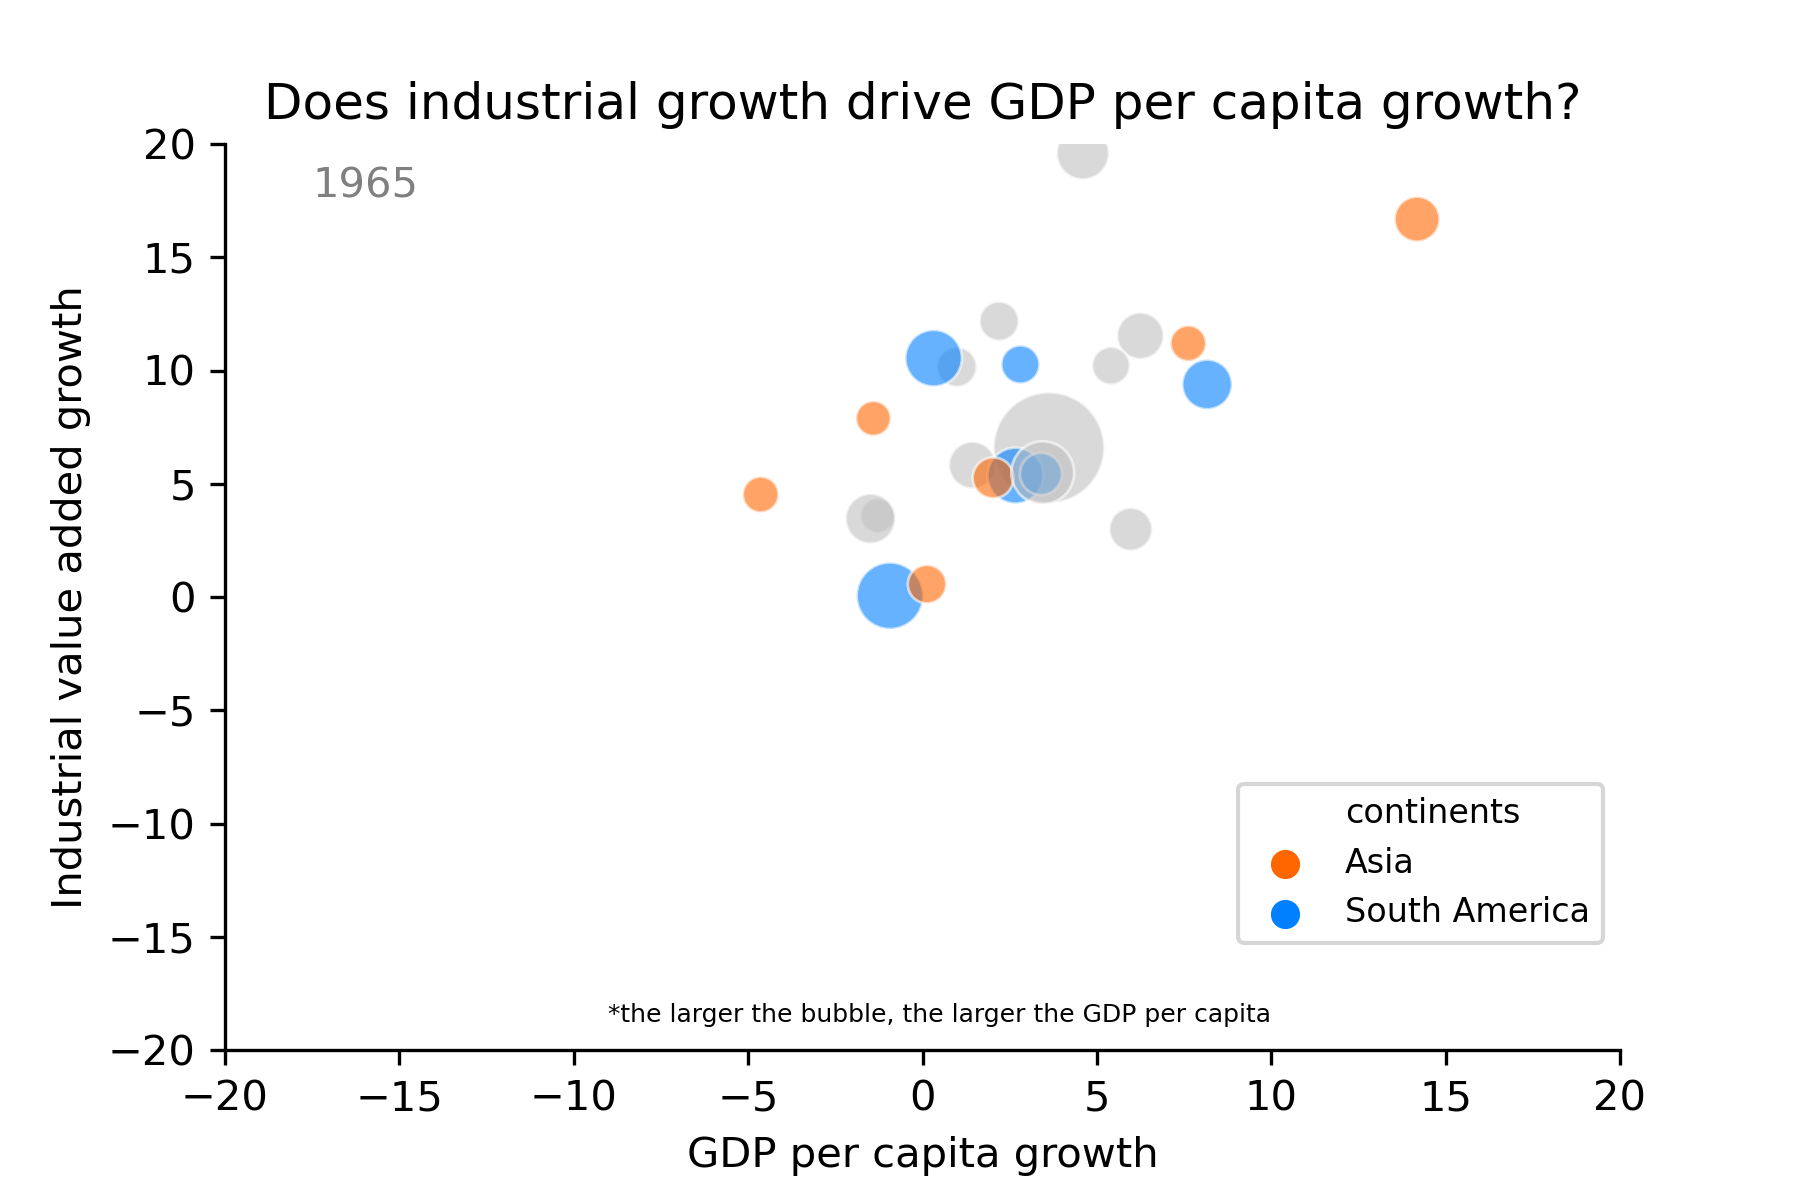 Does industrial growth drive GDP per capita growth?
1965
Industrial value added growth
20
15
10
5
0
−5
−10
−15
−20
continents
Asia
South America
*the larger the bubble, the larger the GDP per capita
−20 −15 −10 −5 0 5 10 15 20
GDP per capita growth